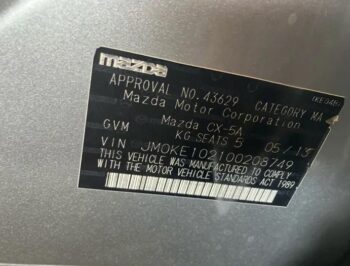 mazda
APPROVAL NO.43629 CATEGORY MA
Mazda Motor Corporation
Mazda CX-5A
GVM KG SEATS 5 05/13
VIN JM0KE102100208749
THIS VEHICLE WAS MANUFACTURED TO COMPLY
WITH THE MOTOR VEHICLE STANDARDS ACT 1989